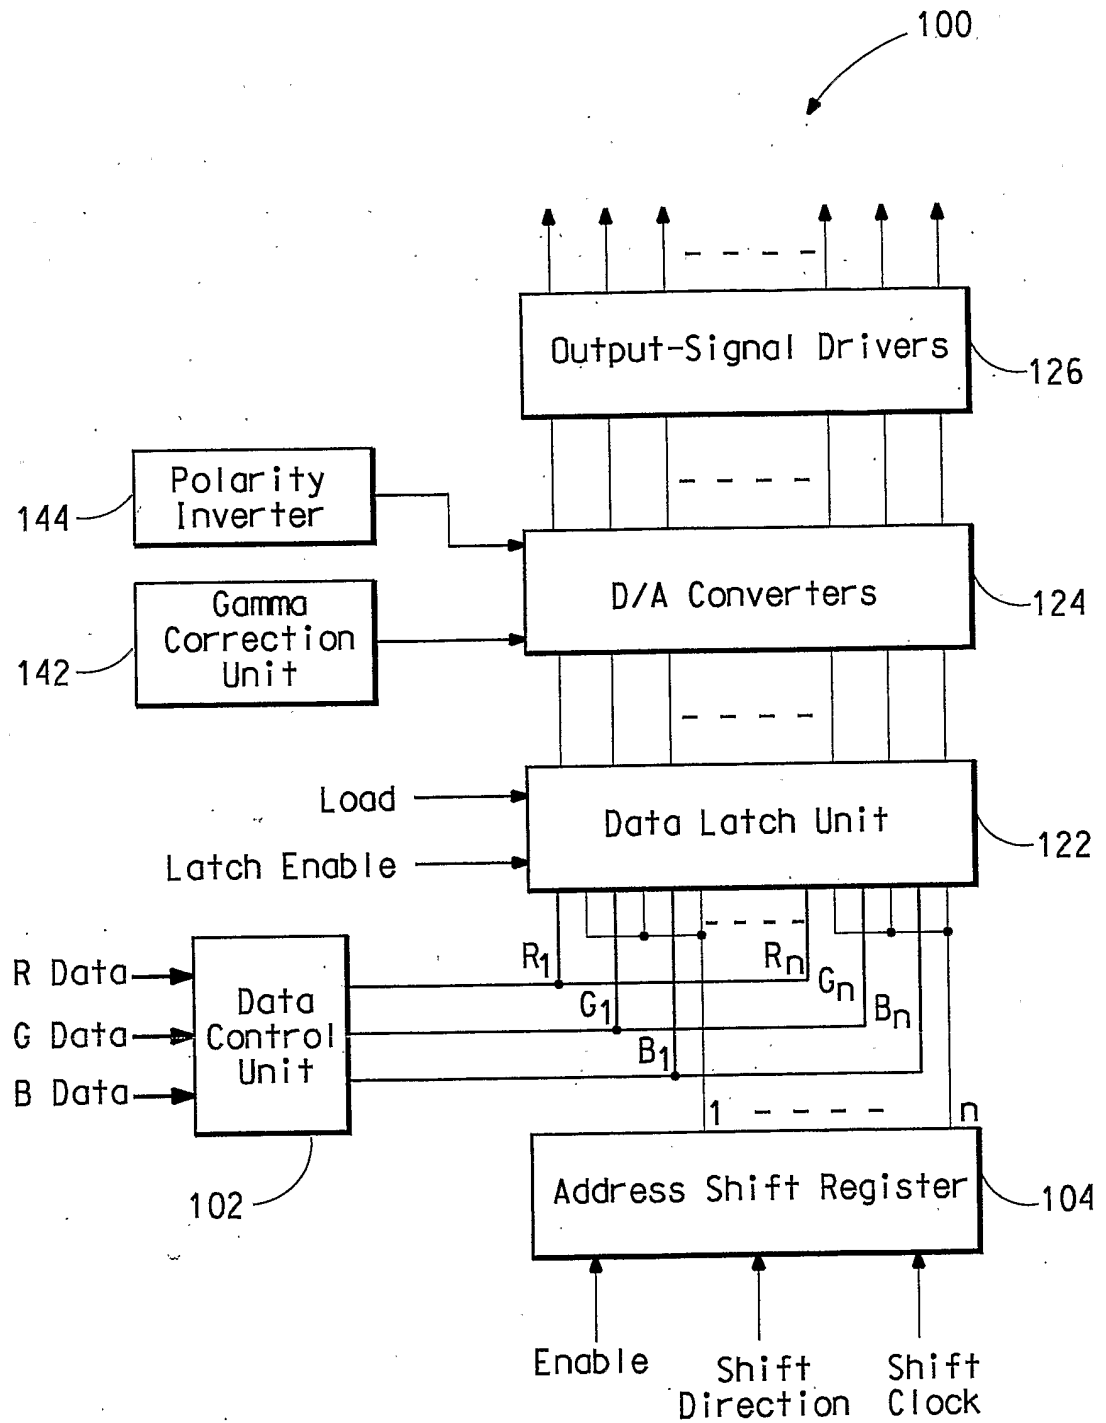 100
Output-Signal Drivers
126
Polarity
Inverter
144
D/A Converters
124
Gamma
Correction
Unit
142
Load
Data Latch Unit
122
Latch Enable
R Data
G Data
B Data
Data
Control
Unit
102
R1
G1
B1
Rn
Gn
Bn
1
n
Address Shift Register
104
Enable
Shift
Direction
Shift
Clock